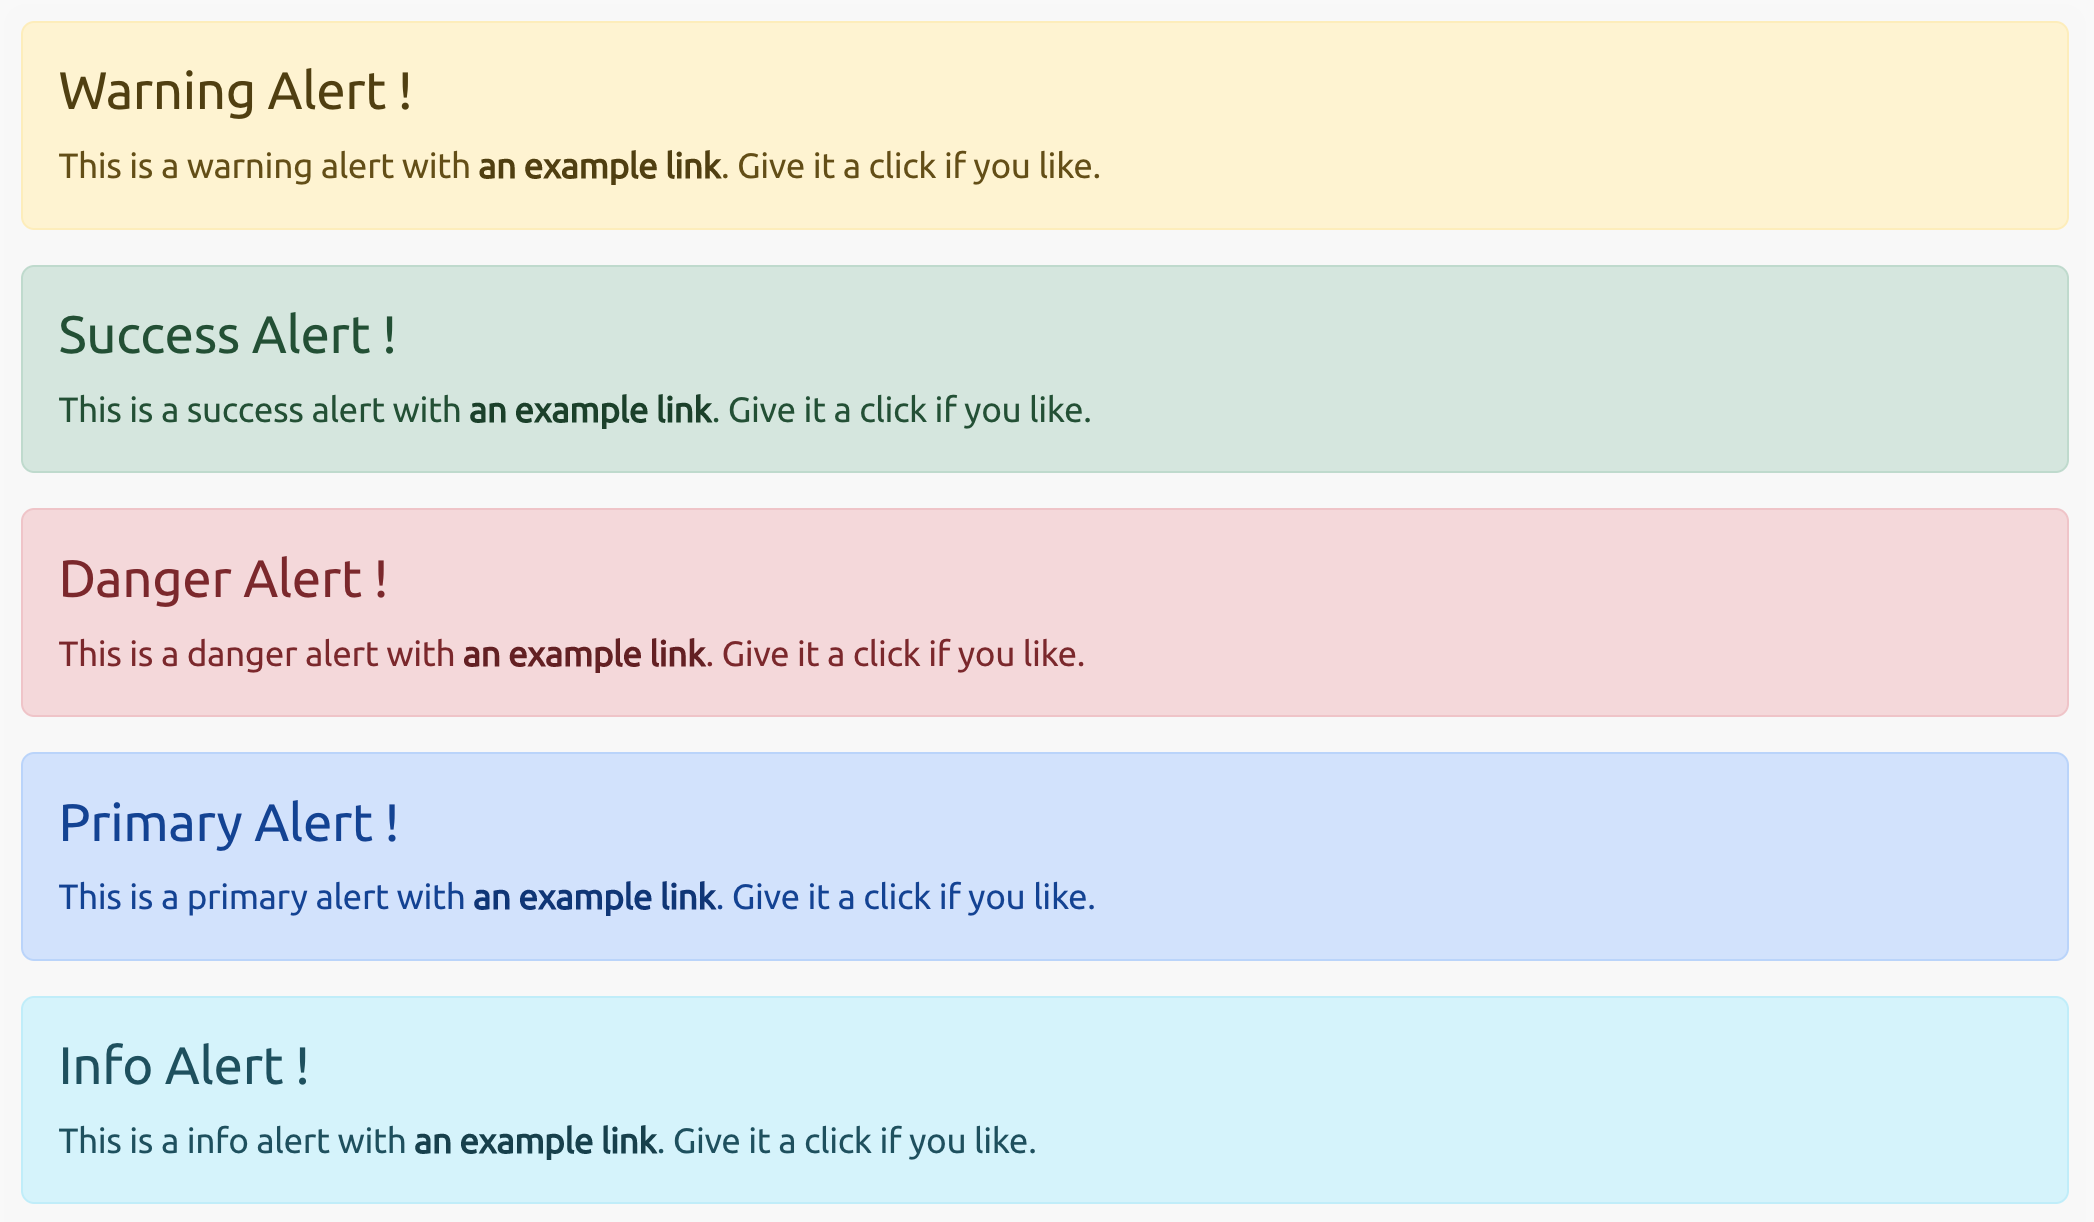 Warning Alert !
This is a warning alert with an example link. Give it a click if you like.
Success Alert !
This is a success alert with an example link. Give it a click if you like.
Danger Alert !
This is a danger alert with an example link. Give it a click if you like.
Primary Alert !
This is a primary alert with an example link. Give it a click if you like.
Info Alert !
This is a info alert with an example link. Give it a click if you like.